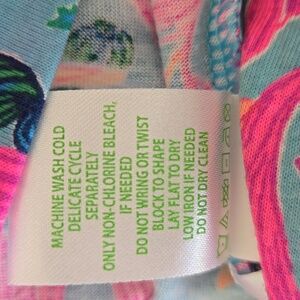 MACHINE WASH COLD
DELICATE CYCLE
SEPARATELY
ONLY NON-CHLORINE BLEACH,
IF NEEDED
DO NOT WRING OR TWIST
BLOCK TO SHAPE
LAY FLAT TO DRY
LOW IRON IF NEEDED
DO NOT DRY CLEAN